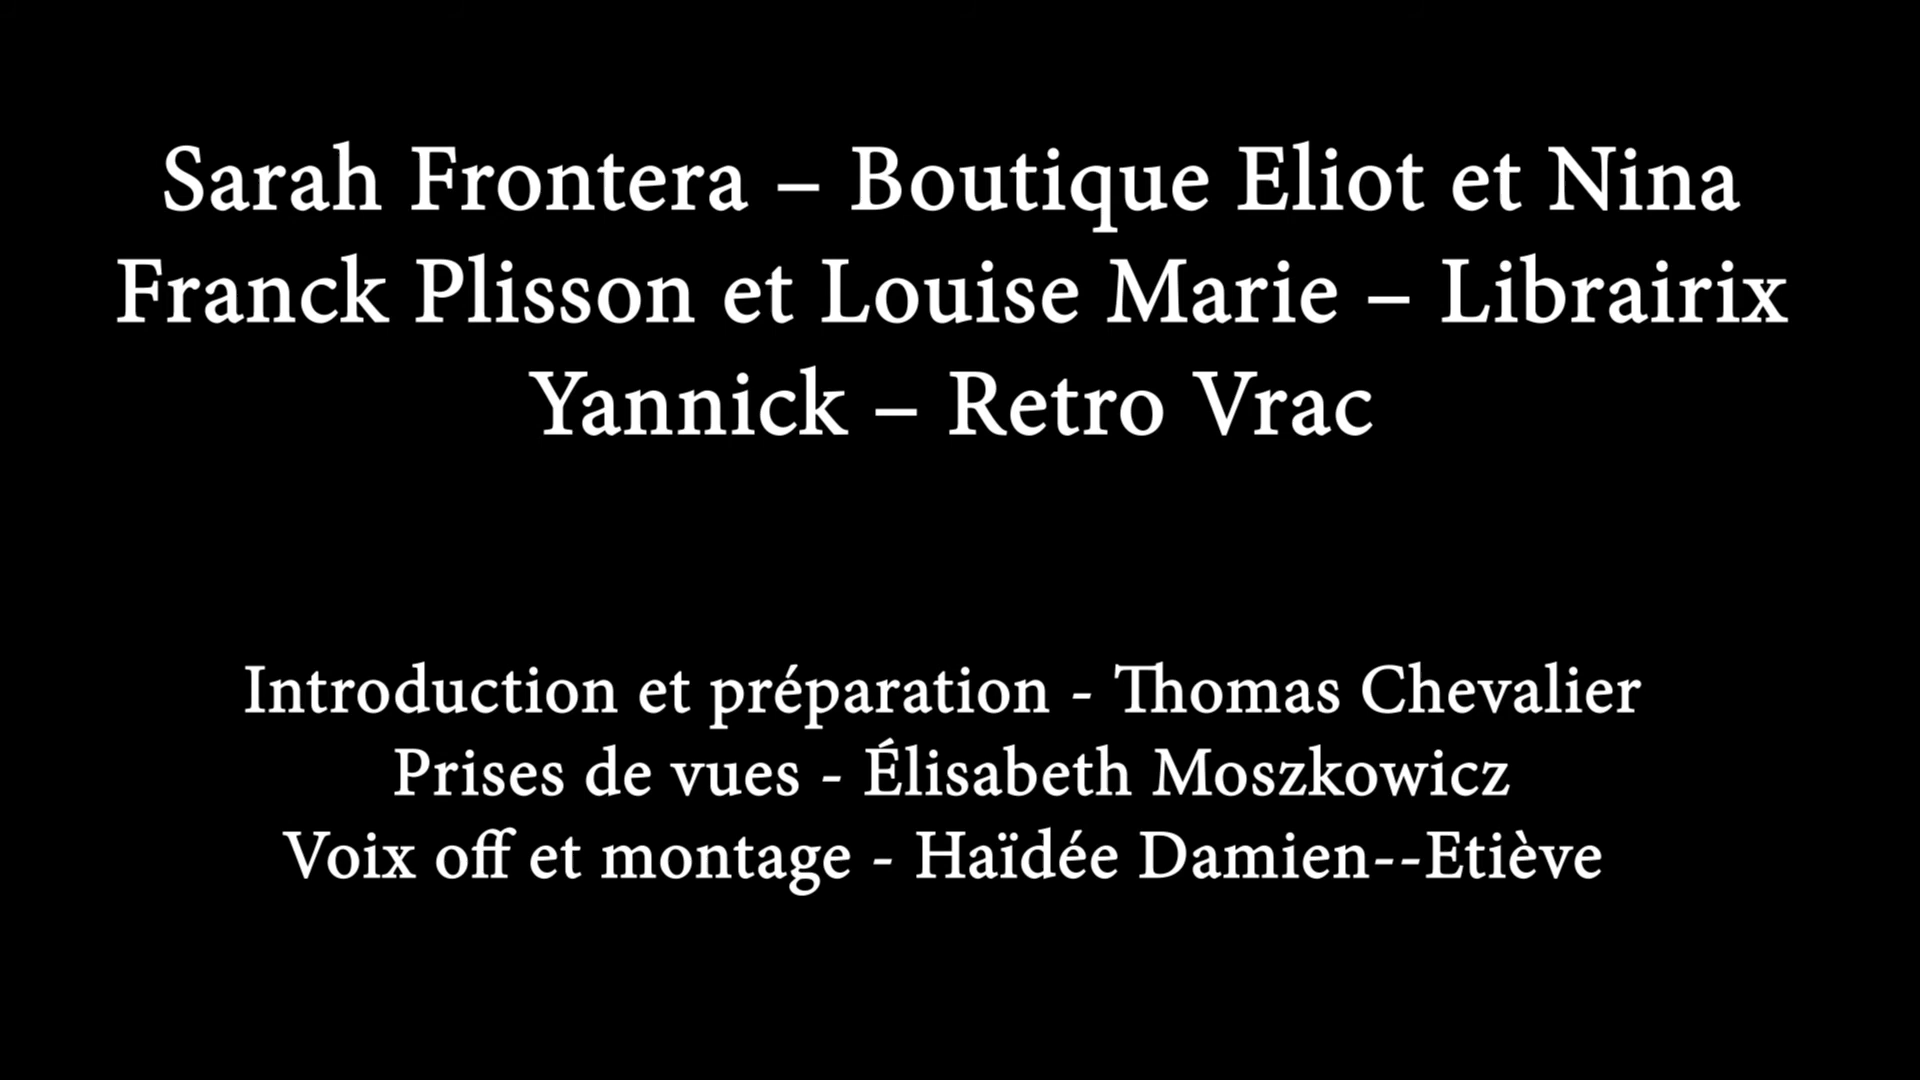 Sarah Frontera – Boutique Eliot et Nina
Franck Plisson et Louise Marie – Librairix
Yannick – Retro Vrac
Introduction et préparation - Thomas Chevalier
Prises de vues - Élisabeth Moszkowicz
Voix off et montage - Haïdée Damien--Etiève